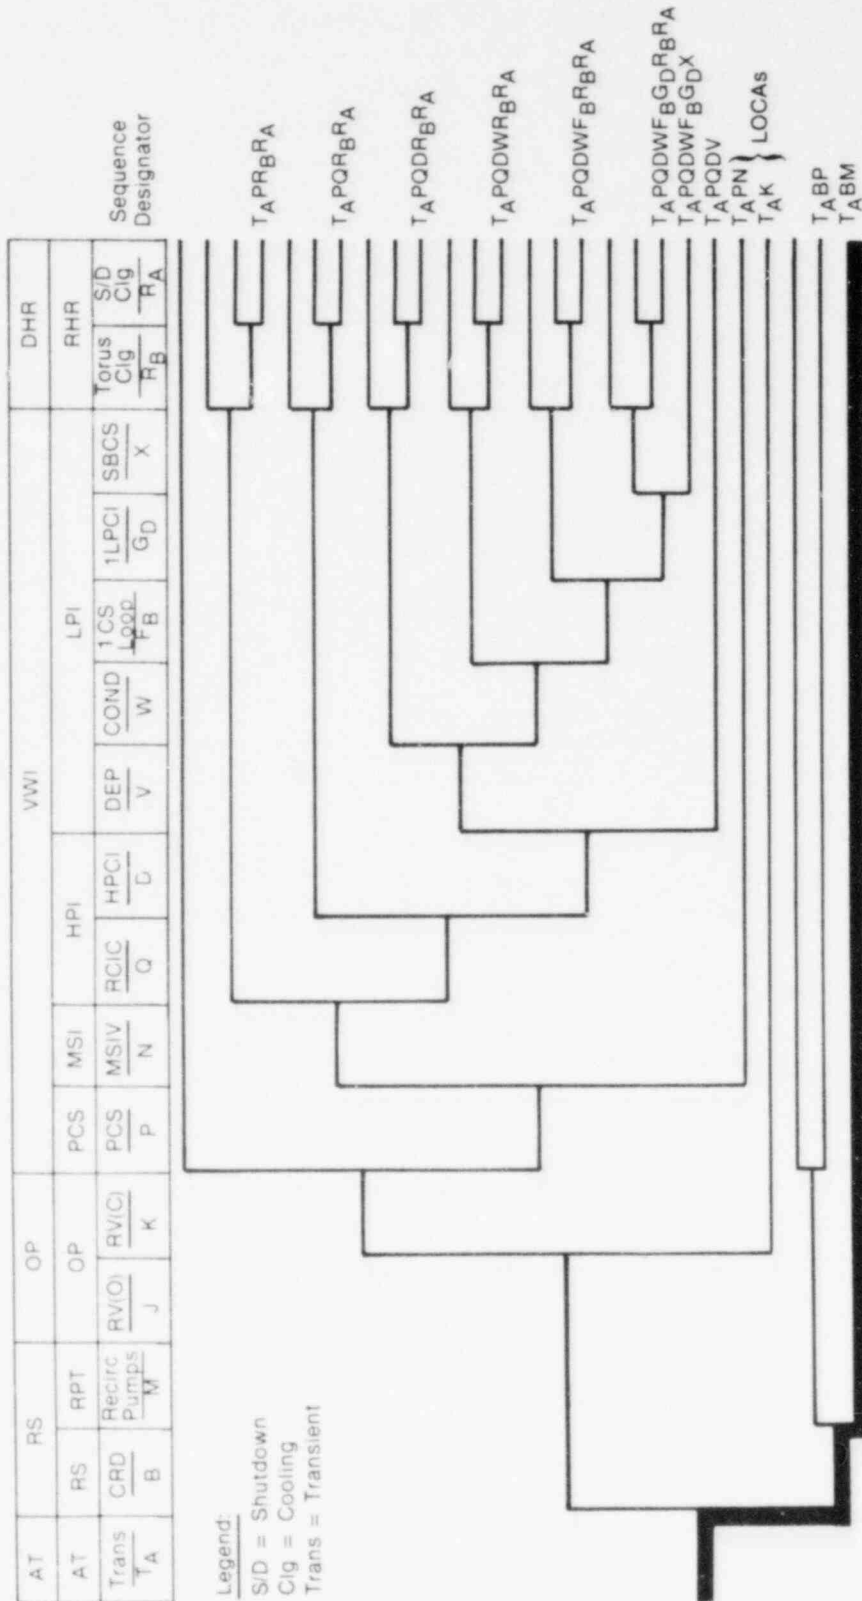 AT RS OP VWI DHR
AT RS RPT OP PCS MSI HPI LPI RHR
Trans TA
CRD B
Recirc Pumps M
RV(O) J
RV(C) K
PCS P
MSIV N
RCIC Q
HPCI D
DEP V
COND W
1 CS Loop FB
1LPCI GD
SBCS X
Torus Clg RB
S/D Clg RA
Sequence Designator
TAPRBRA
TAPQRBRA
TAPQDRBRA
TAPQDWRBRA
TAPQDWFBRBRA
TAPQDWFBGDRBRA
TAPQDWFBGDX
TAPQDV
TAPN
TAK
} LOCAs
TABP
TABM
Legend:
S/D = Shutdown
Clg = Cooling
Trans = Transient